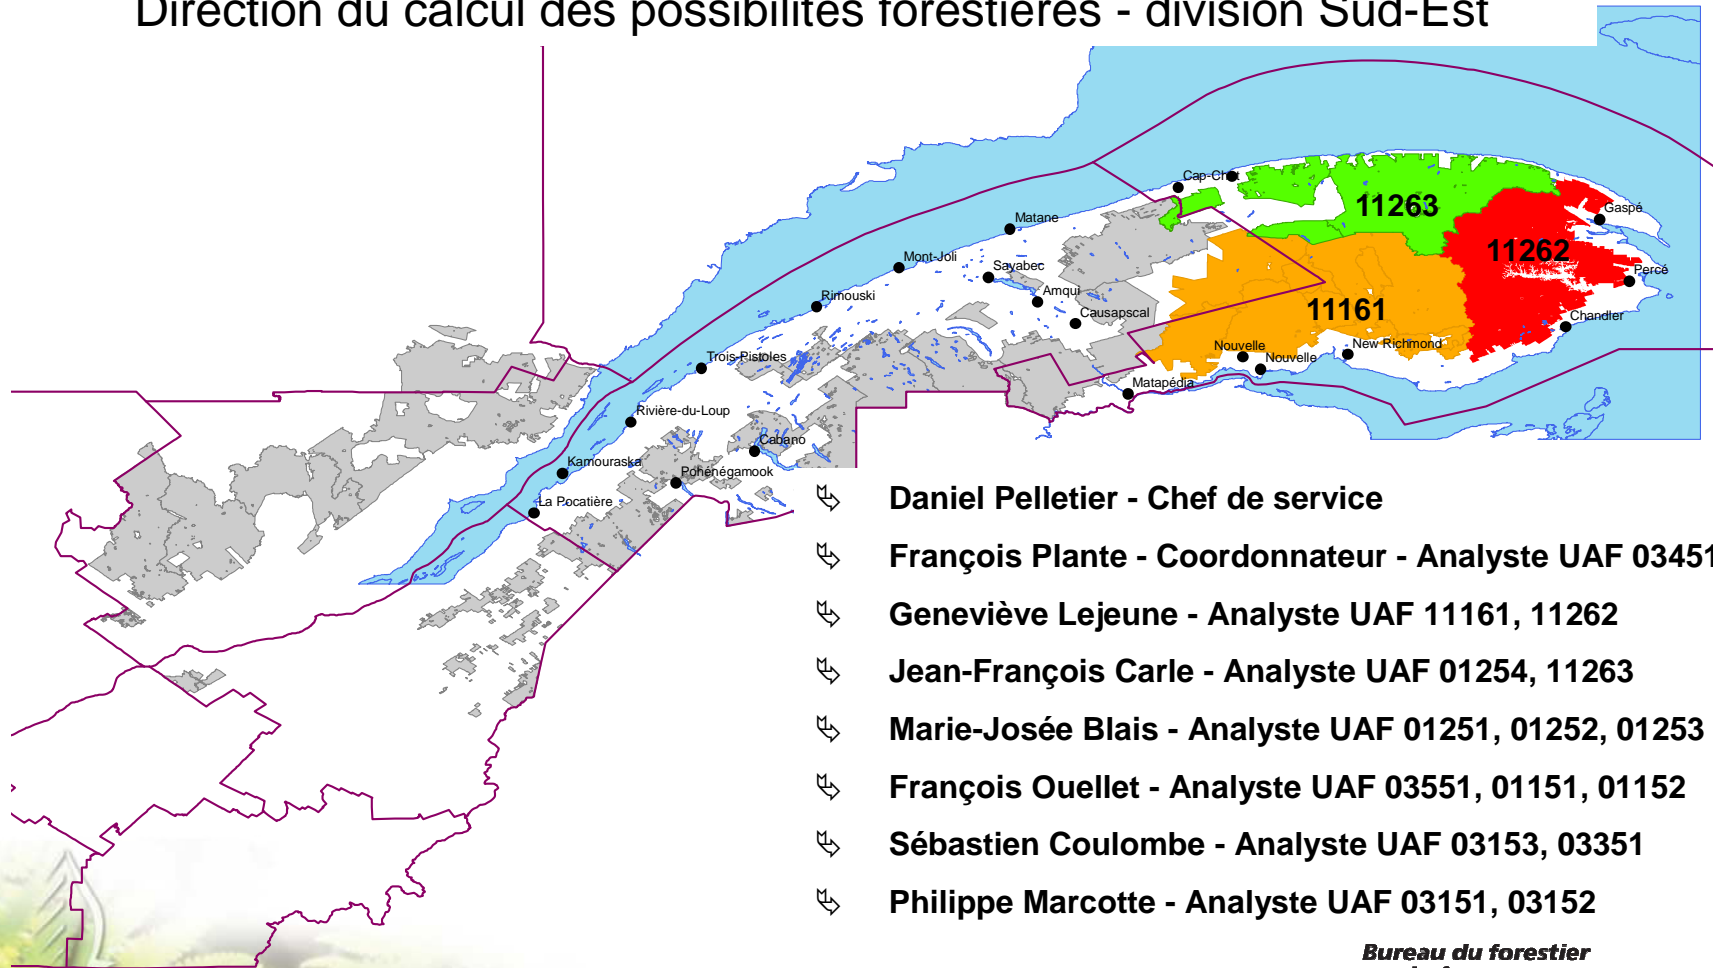 Direction du calcul des possibilités forestières - division Sud-Est
Cap-Chat
11263
Gaspé
Matane
11262
Mont-Joli
Sayabec
Percé
Amqui
Rimouski
11161
Causapscal
Chandler
Nouvelle
New Richmond
Trois-Pistoles
Nouvelle
Matapédia
Rivière-du-Loup
Cabano
Kamouraska
Pohénégamook
La Pocatière
Daniel Pelletier - Chef de service
François Plante - Coordonnateur - Analyste UAF 03451
Geneviève Lejeune - Analyste UAF 11161, 11262
Jean-François Carle - Analyste UAF 01254, 11263
Marie-Josée Blais - Analyste UAF 01251, 01252, 01253
François Ouellet - Analyste UAF 03551, 01151, 01152
Sébastien Coulombe - Analyste UAF 03153, 03351
Philippe Marcotte - Analyste UAF 03151, 03152
Bureau du forestier